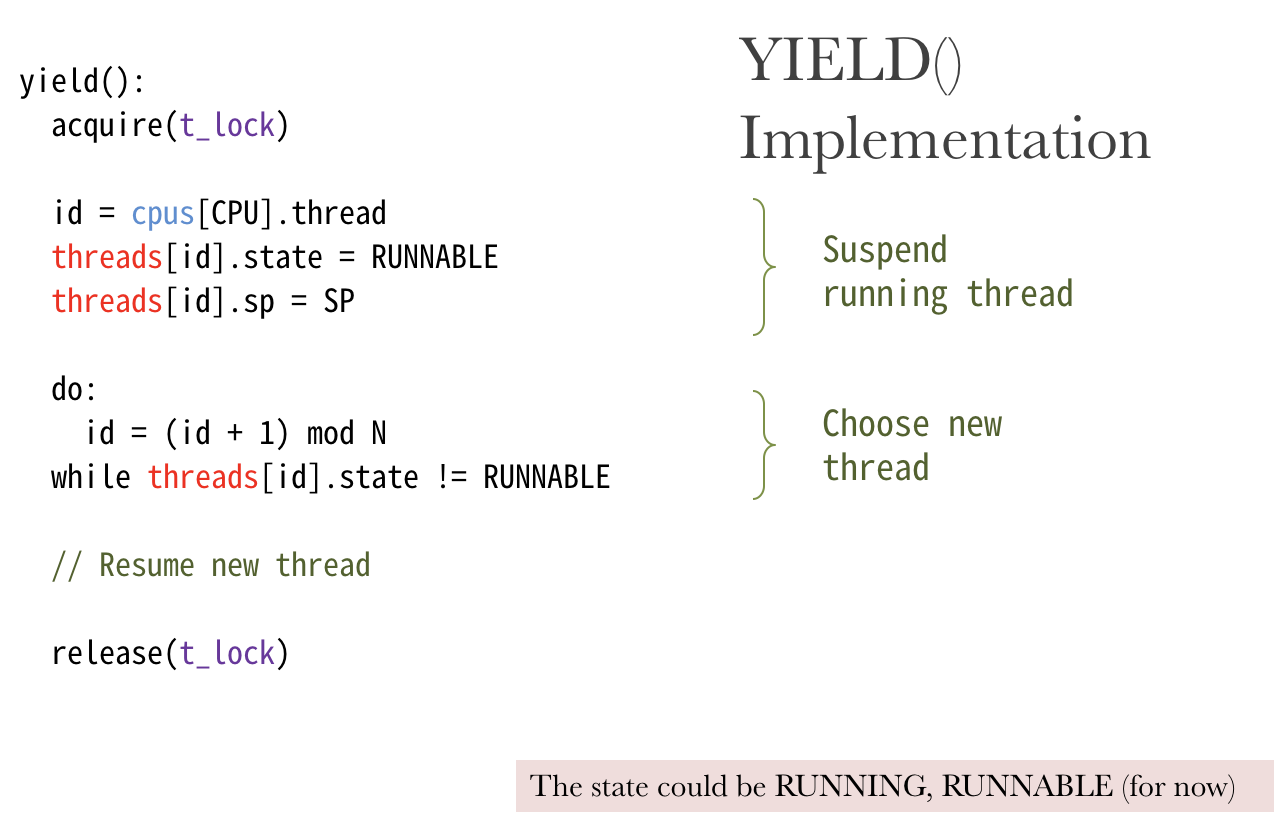 YIELD()
Implementation
yield():
acquire(t_lock)
id = cpus[CPU].thread
threads[id].state = RUNNABLE
threads[id].sp = SP
Suspend
running thread
do:
id = (id + 1) mod N
while threads[id].state != RUNNABLE
Choose new
thread
// Resume new thread
release(t_lock)
The state could be RUNNING, RUNNABLE (for now)